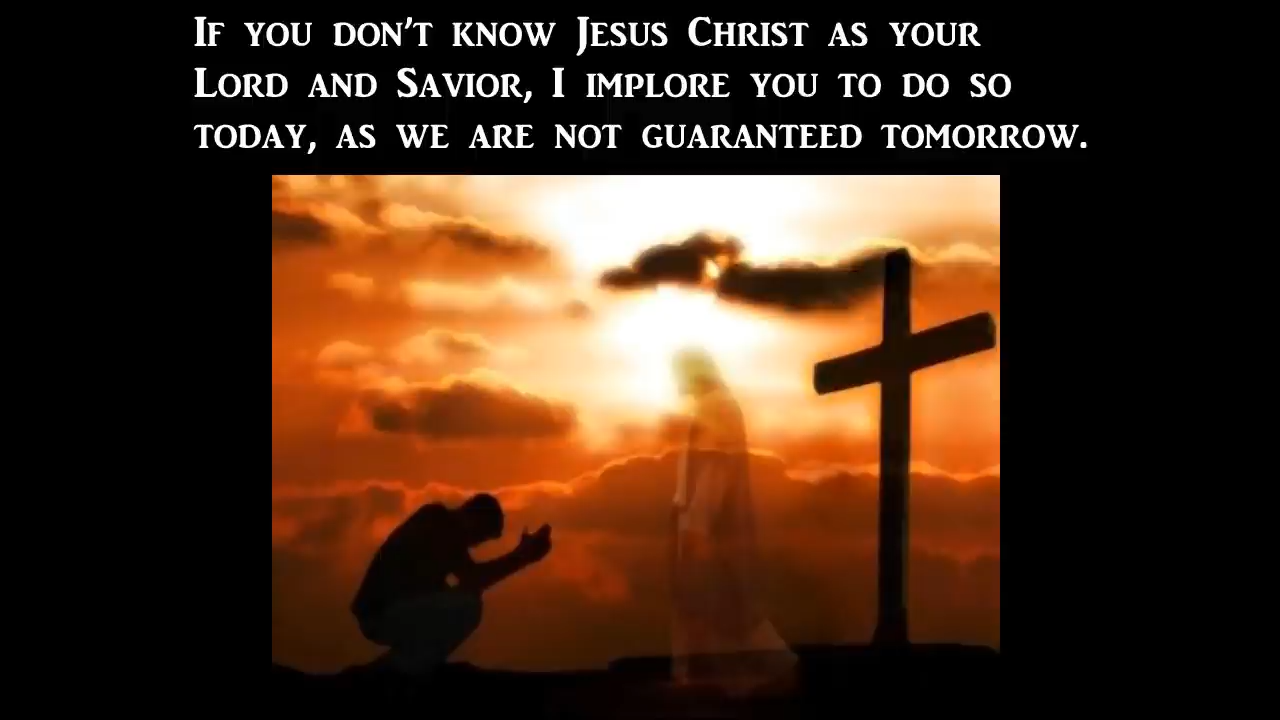 If you don't know Jesus Christ as your
Lord and Savior, I implore you to do so
today, as we are not guaranteed tomorrow.